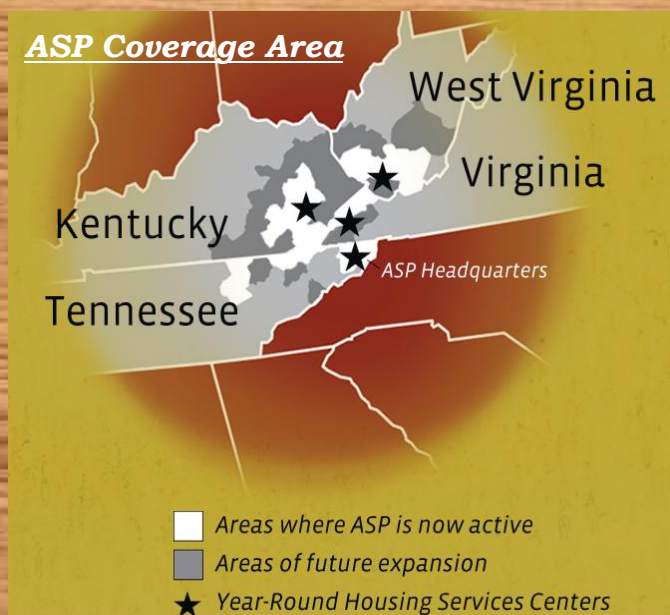 ASP Coverage Area
West Virginia
Virginia
Kentucky
ASP Headquarters
Tennessee
Areas where ASP is now active
Areas of future expansion
Year-Round Housing Services Centers